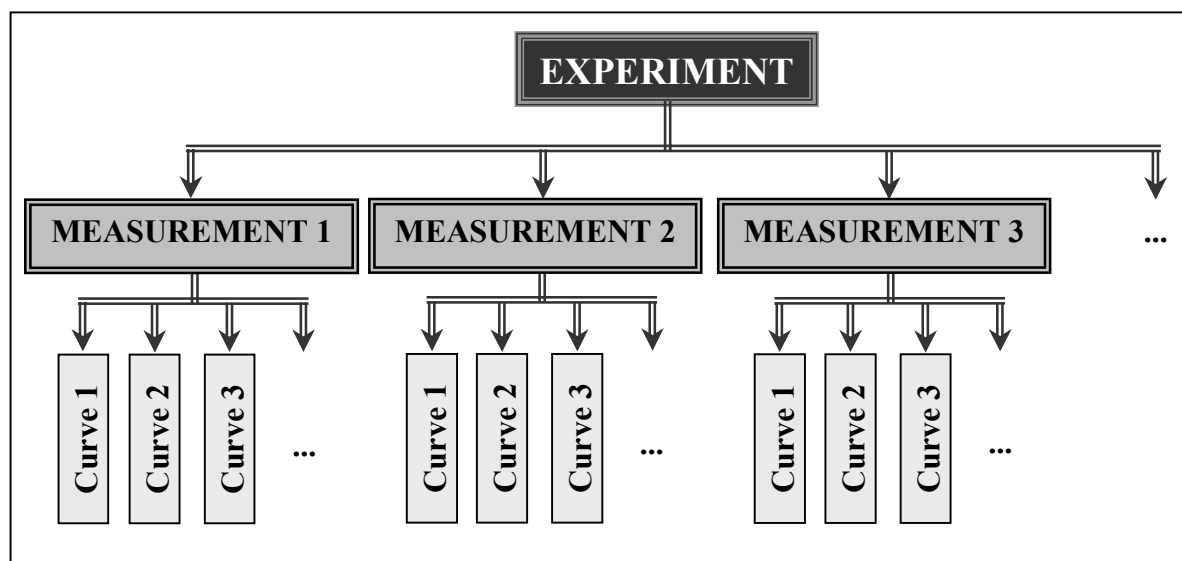 EXPERIMENT
MEASUREMENT 1
MEASUREMENT 2
MEASUREMENT 3
...
Curve 1
Curve 2
Curve 3
...
Curve 1
Curve 2
Curve 3
...
Curve 1
Curve 2
Curve 3
...